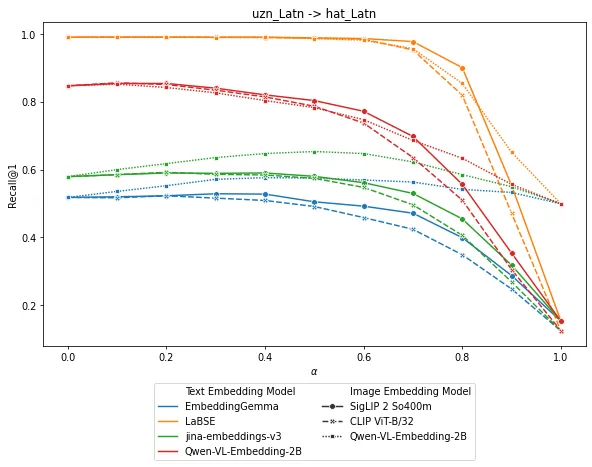 uzn_Latn -> hat_Latn
Recall@1
1.0
0.8
0.6
0.4
0.2
0.0 0.2 0.4 0.6 0.8 1.0
α
Text Embedding Model Image Embedding Model
EmbeddingGemma SigLIP 2 So400m
LaBSE CLIP ViT-B/32
jina-embeddings-v3 Qwen-VL-Embedding-2B
Qwen-VL-Embedding-2B